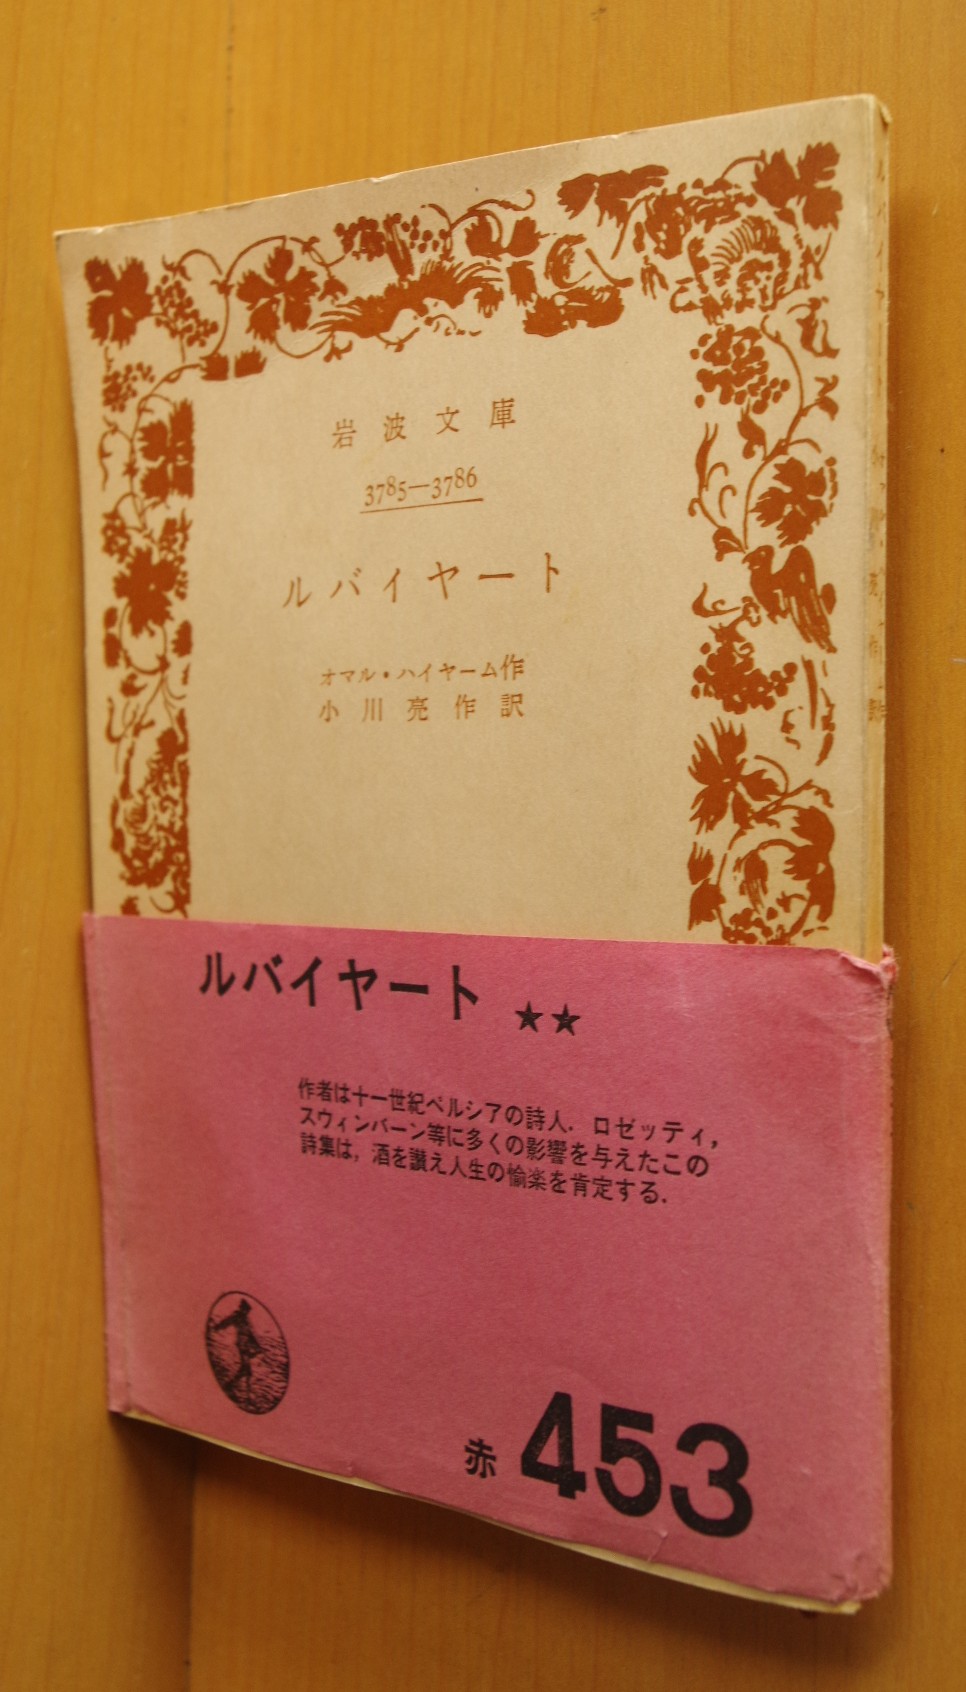 岩波文庫
3785—3786
ルバイヤート
オマル・ハイヤーム作
小川亮作訳
ルバイヤート ★★
作者は十一世紀ペルシアの詩人．ロゼッティ，
スウィンバーン等に多くの影響を与えたこの
詩集は，酒を讃え人生の愉楽を肯定する．
赤 453